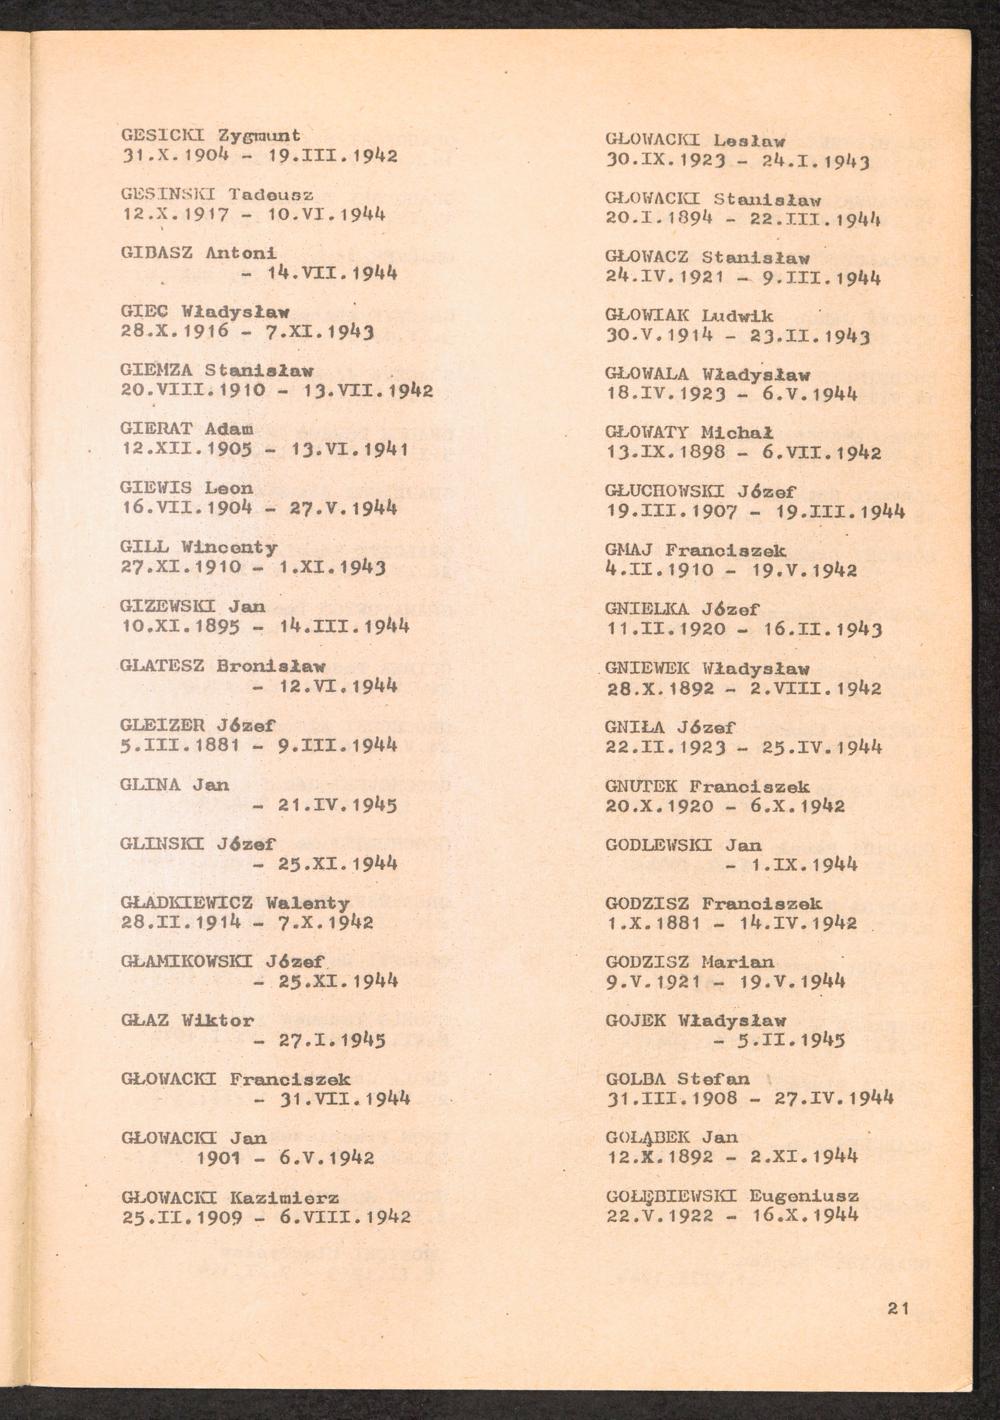 GESICKI Zygmunt
31.X.1904 - 19.III.1942
GESINSKI Tadeusz
12.X.1917 - 10.VI.1944
GIBASZ Antoni
- 14.VII.1944
GIEC Władysław
28.X.1916 - 7.XI.1943
GIEMZA Stanisław
20.VIII.1910 - 13.VII.1942
GIERAT Adam
12.XII.1905 - 13.VI.1941
GIEWIS Leon
16.VII.1904 - 27.V.1944
GILL Wincenty
27.XI.1910 - 1.XI.1943
GIZEWSKI Jan
10.XI.1895 - 14.III.1944
GLATESZ Bronisław
- 12.VI.1944
GLEIZER Józef
5.III.1881 - 9.III.1944
GLINA Jan
- 21.IV.1945
GLINSKI Józef
- 25.XI.1944
GŁADKIEWICZ Walenty
28.II.1914 - 7.X.1942
GŁAMIKOWSKI Józef
- 25.XI.1944
GŁAZ Wiktor
- 27.I.1945
GŁOWACKI Franciszek
- 31.VII.1944
GŁOWACKI Jan
1901 - 6.V.1942
GŁOWACKI Kazimierz
25.II.1909 - 6.VIII.1942
GŁOWACKI Lesław
30.IX.1923 - 24.I.1943
GŁOWACKI Stanisław
20.I.1894 - 22.III.1944
GŁOWACZ Stanisław
24.IV.1921 - 9.III.1944
GŁOWIAK Ludwik
30.V.1914 - 23.II.1943
GŁOWALA Władysław
18.IV.1923 - 6.V.1944
GŁOWATY Michał
13.IX.1898 - 6.VII.1942
GŁUCHOWSKI Józef
19.III.1907 - 19.III.1944
GMAJ Franciszek
4.II.1910 - 19.V.1942
GNIELKA Józef
11.II.1920 - 16.II.1943
GNIEWEK Władysław
28.X.1892 - 2.VIII.1942
GNIŁA Józef
22.II.1923 - 25.IV.1944
GNUTEK Franciszek
20.X.1920 - 6.X.1942
GODLEWSKI Jan
- 1.IX.1944
GODZISZ Franciszek
1.X.1881 - 14.IV.1942
GODZISZ Marian
9.V.1921 - 19.V.1944
GOJEK Władysław
- 5.II.1945
GOLBA Stefan
31.III.1908 - 27.IV.1944
GOŁĄBEK Jan
12.X.1892 - 2.XI.1944
GOŁĘBIEWSKI Eugeniusz
22.V.1922 - 16.X.1944
21